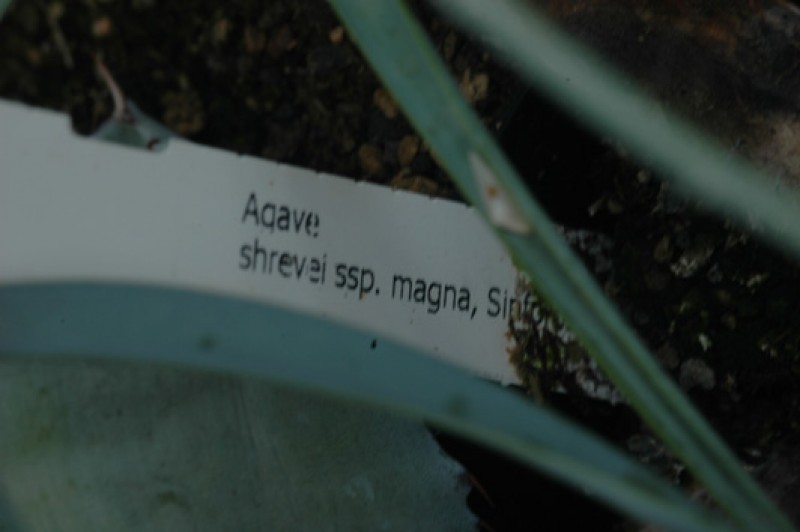 Agave
shrevei ssp. magna,